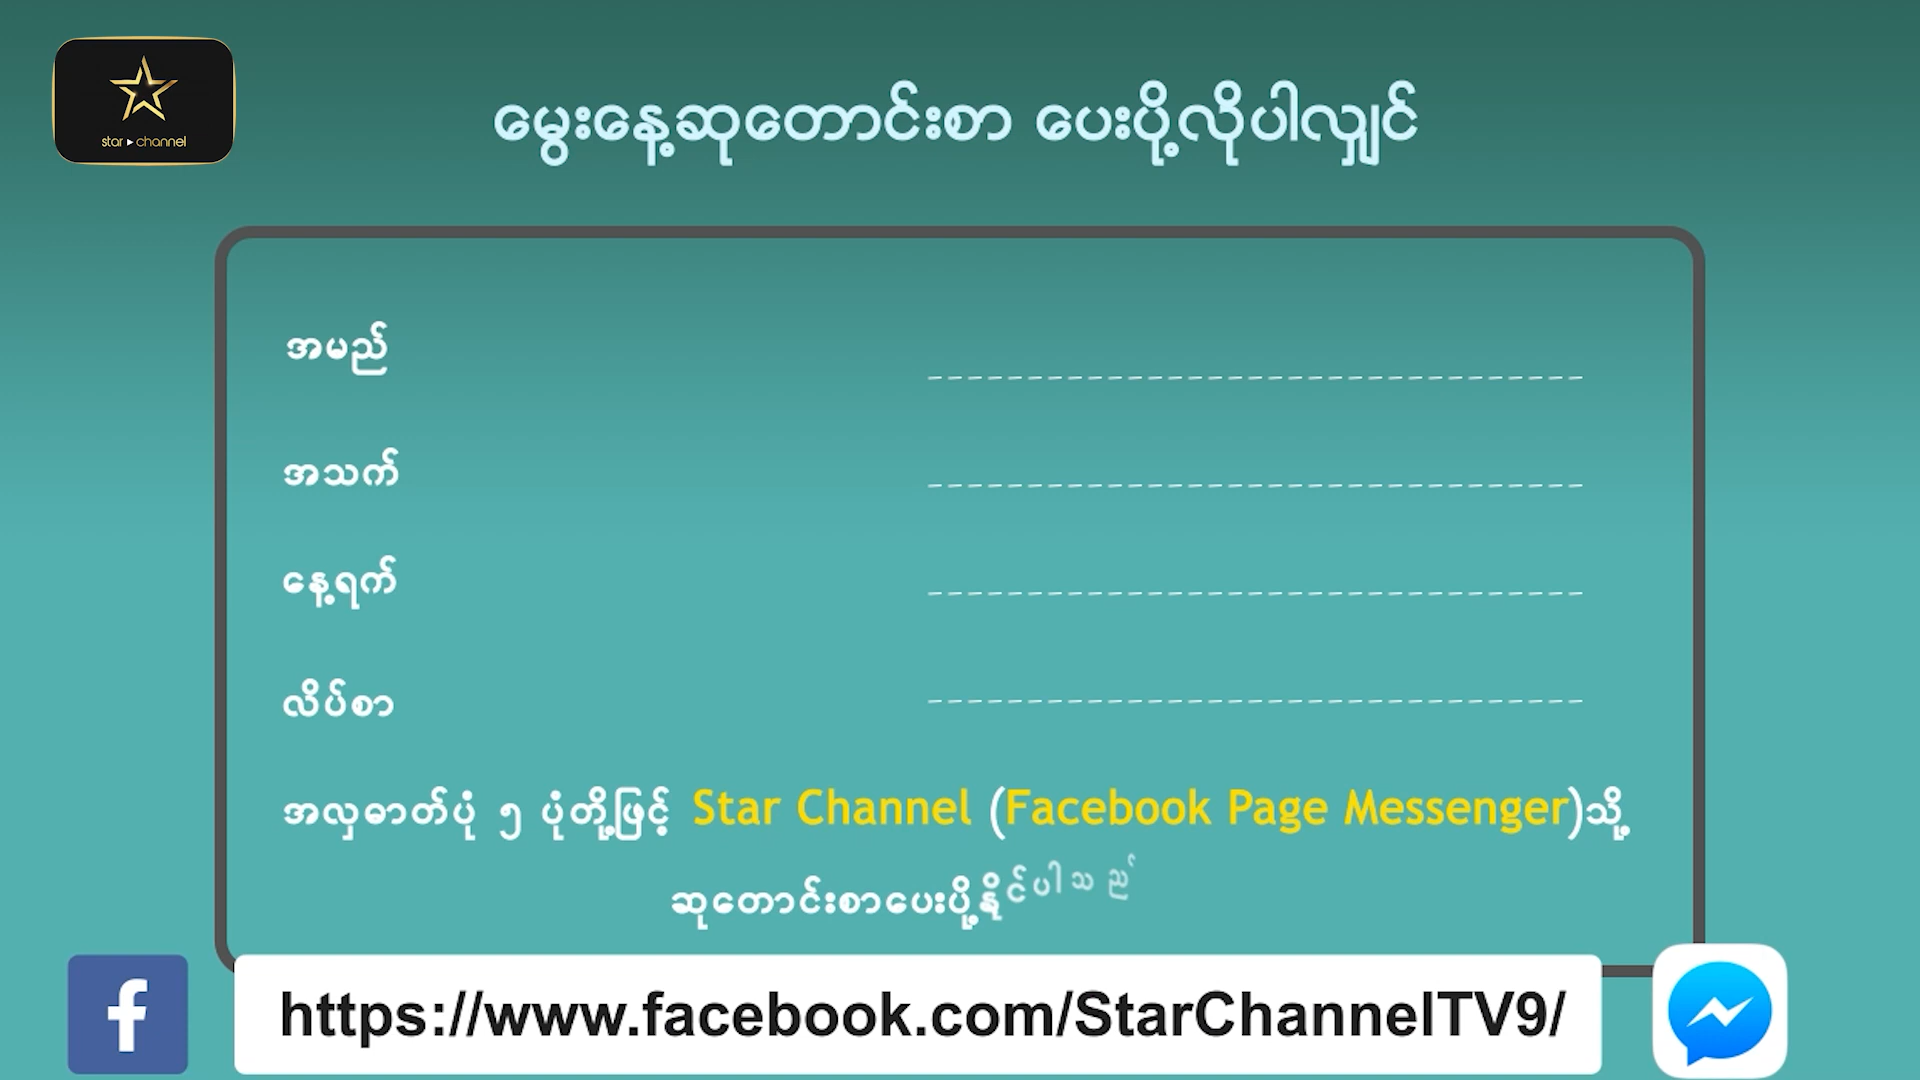 star channel
မွေးနေ့ဆုတောင်းစာ ပေးပို့လိုပါလျှင်
အမည်
အသက်
နေ့ရက်
လိပ်စာ
အလှဓာတ်ပုံ ၅ ပုံတို့ဖြင့် Star Channel (Facebook Page Messenger)သို့
ဆုတောင်းစာပေးပို့နိုင်ပါသည်
https://www.facebook.com/StarChannelTV9/